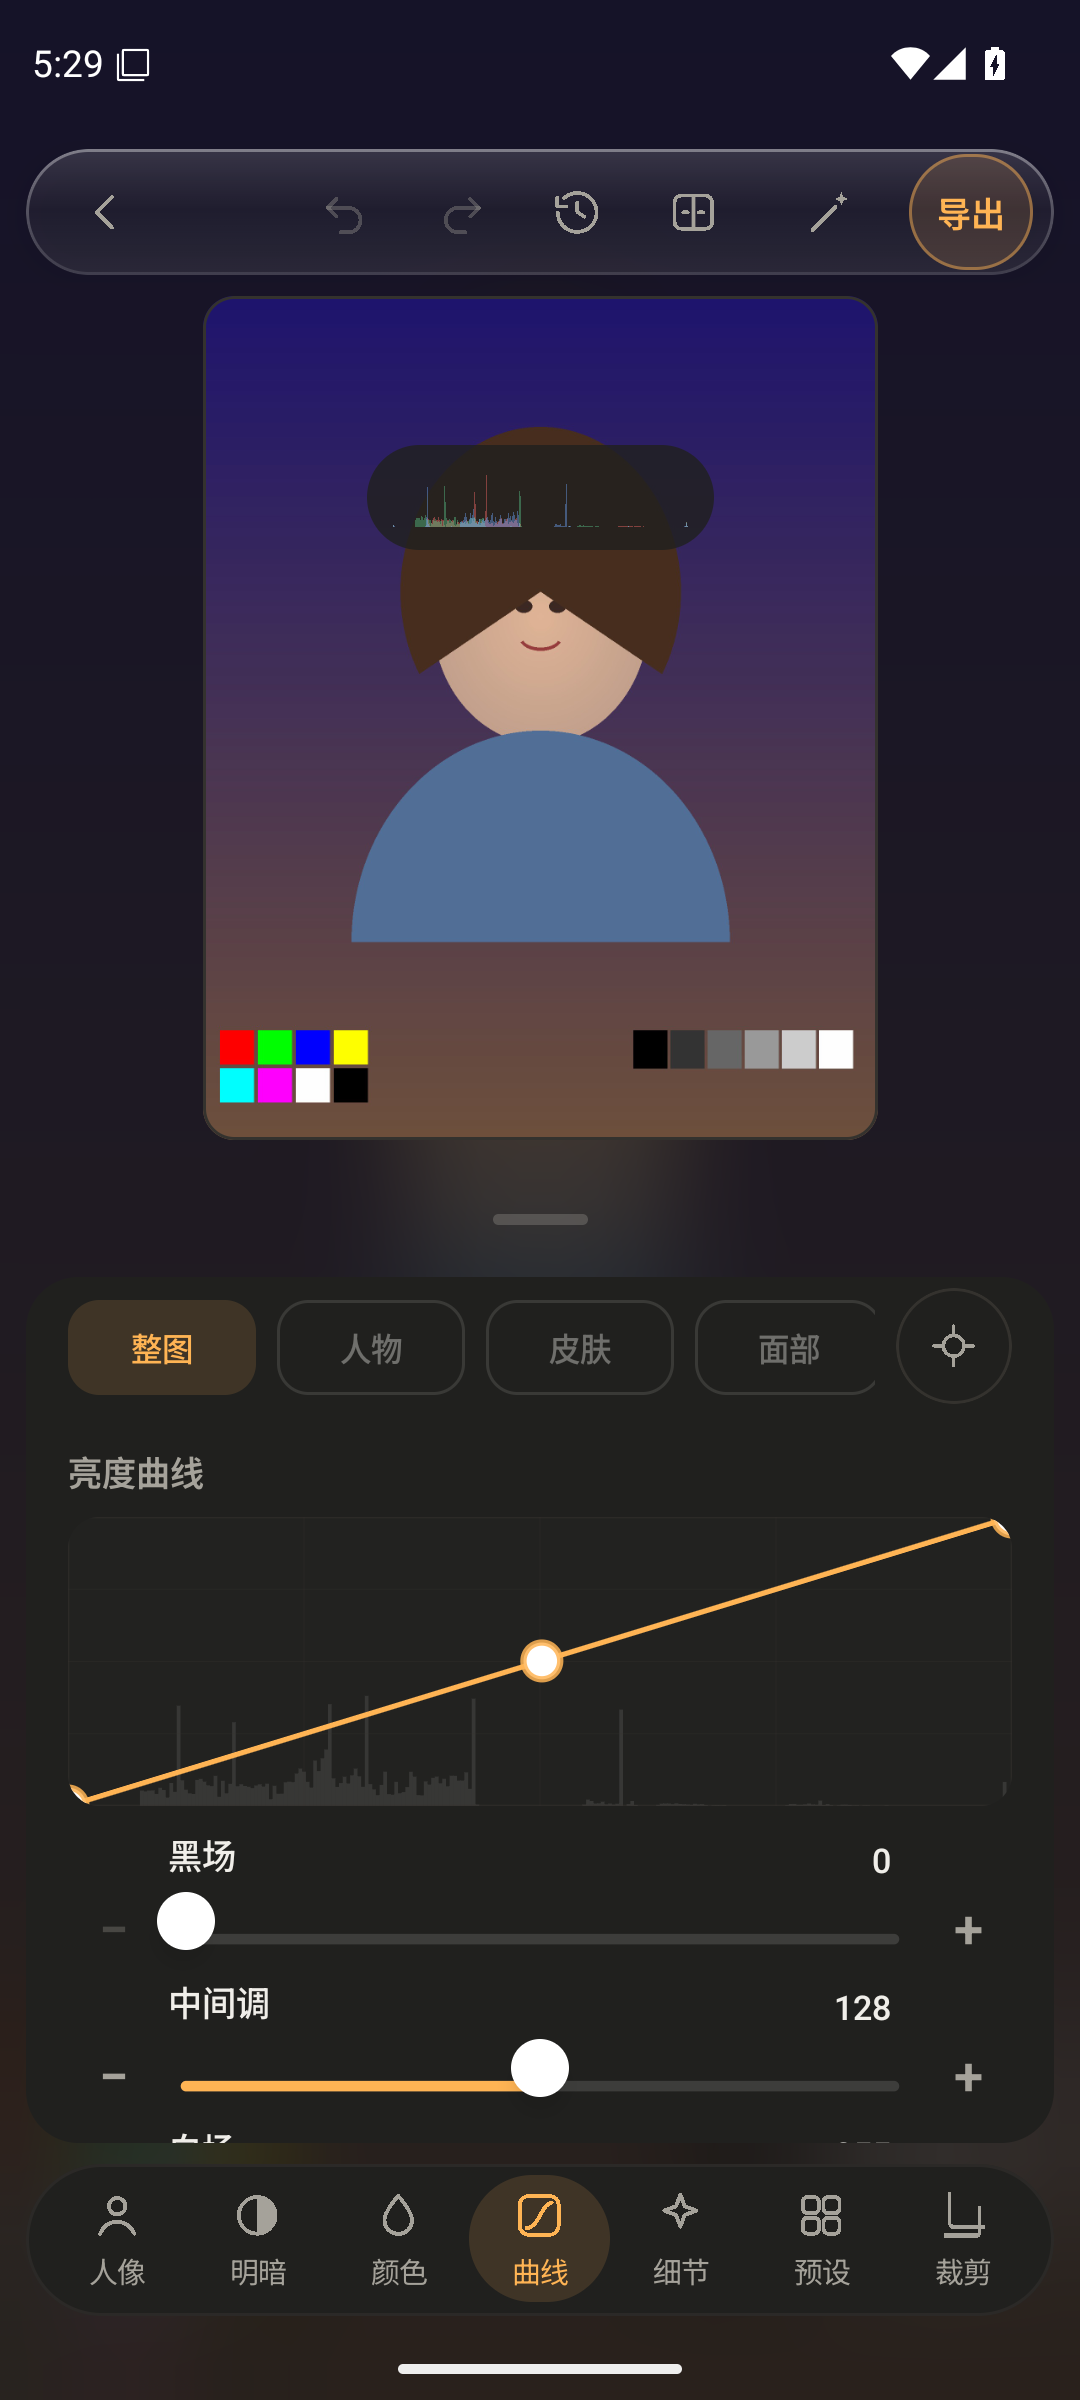 5:29
导出
整图
人物
皮肤
面部
亮度曲线
黑场
0
中间调
128
人像
明暗
颜色
曲线
细节
预设
裁剪